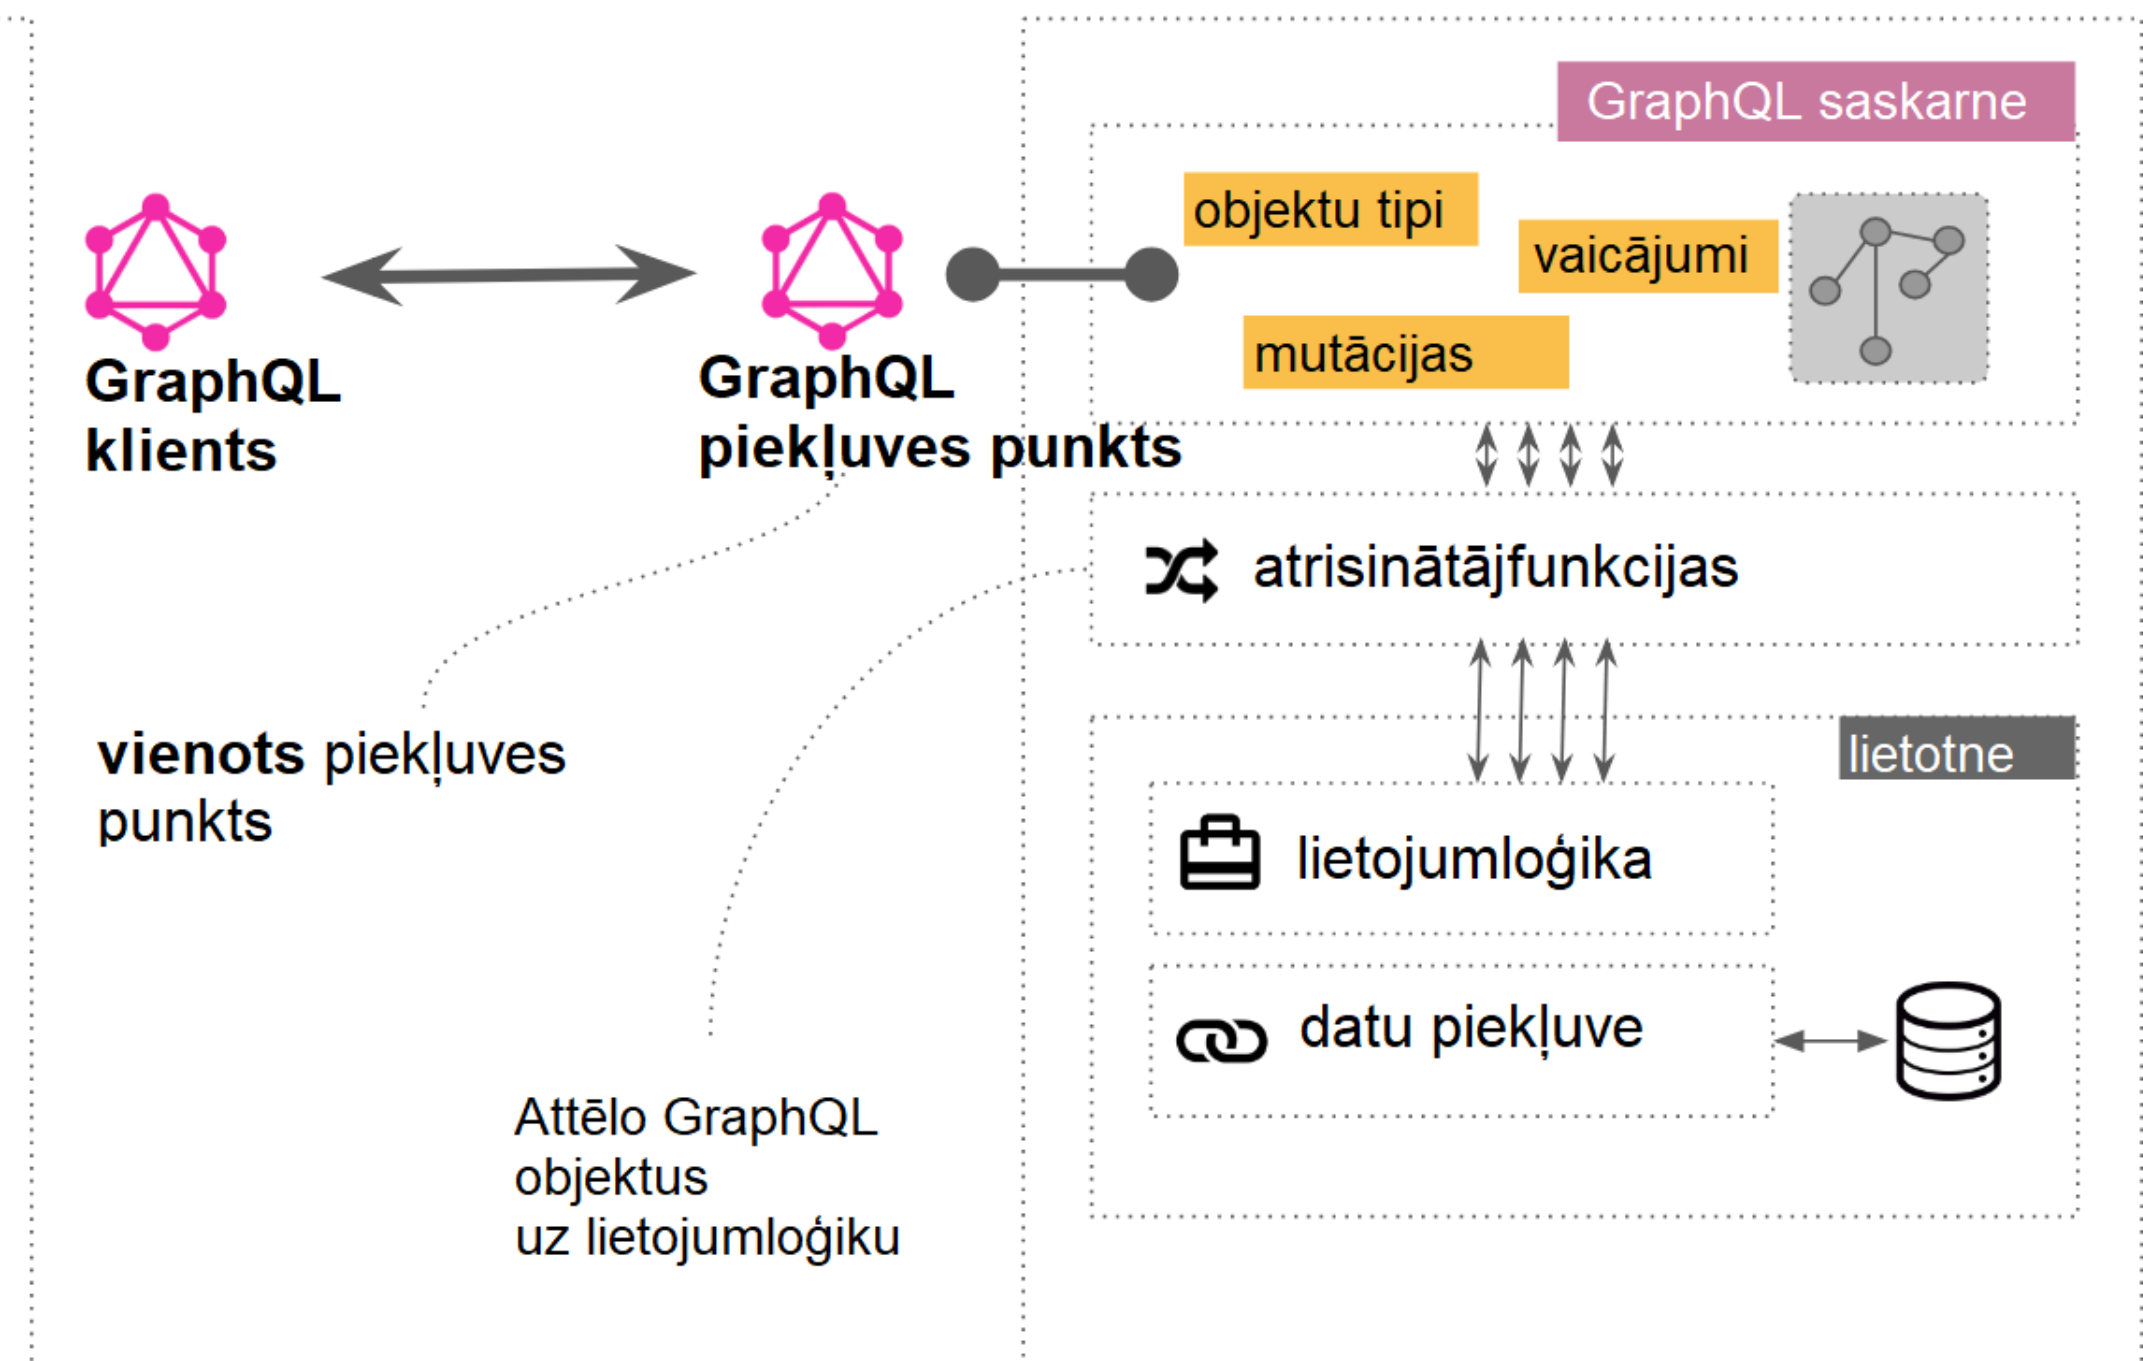 GraphQL saskarne
objektu tipi
vaicājumi
mutācijas
GraphQL
klients
GraphQL
piekļuves punkts
atrisinātājfunkcijas
vienots piekļuves
punkts
lietotne
lietojumloģika
datu piekļuve
Attēlo GraphQL
objektus
uz lietojumloģiku